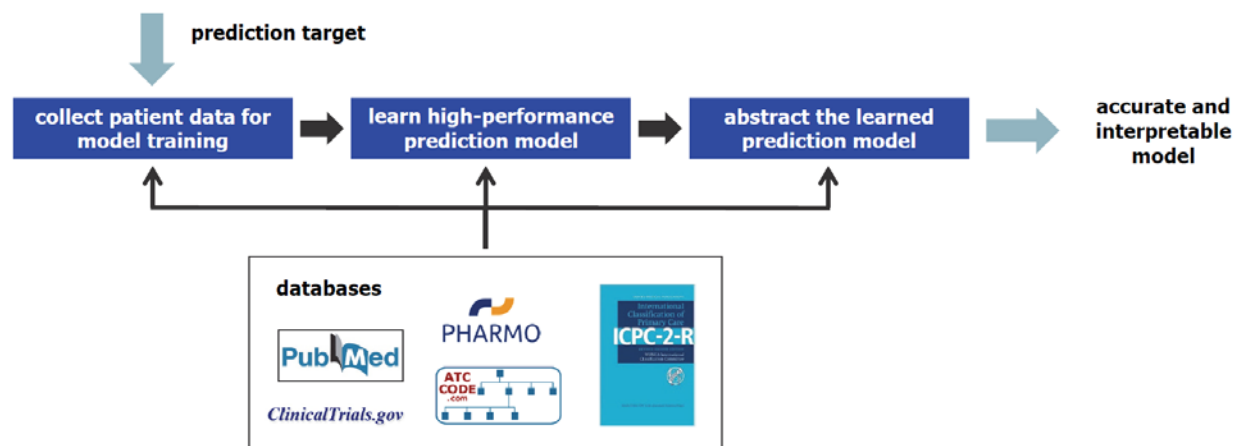 prediction target
collect patient data for
model training
learn high-performance
prediction model
abstract the learned
prediction model
accurate and
interpretable
model
databases
PubMed
PHARMO
ATC
CODE
.com
ClinicalTrials.gov
International
Classification of
Primary Care
ICPC-2-R